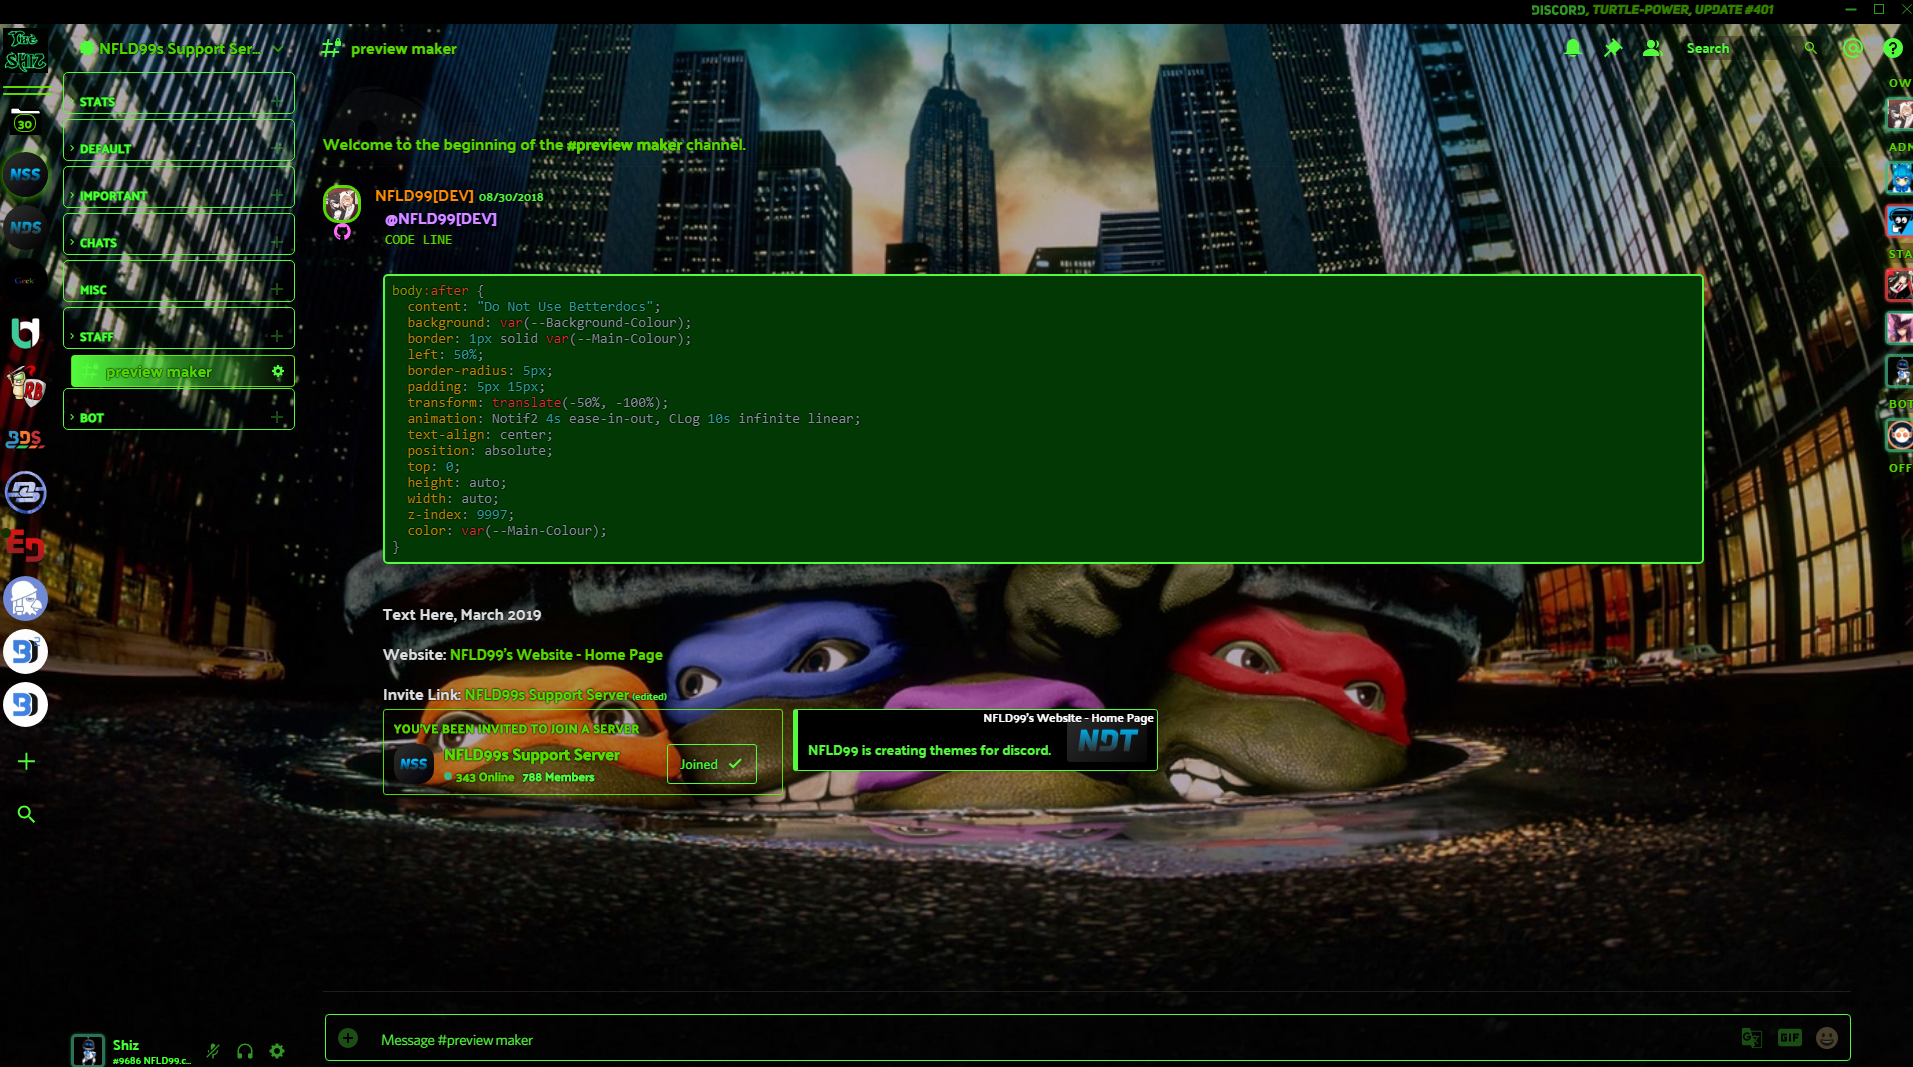 DISCORD, TURTLE-POWER, UPDATE #401
The
SHIZ
NFLD99s Support Ser...
preview maker
Search
STATS
30
DEFAULT
NSS
IMPORTANT
NDS
CHATS
Geek
MISC
STAFF
preview maker
BOT
RB
BDS
ED
Welcome to the beginning of the #preview maker channel.
NFLD99[DEV] 08/30/2018
@NFLD99[DEV]
CODE LINE
body:after {
content: "Do Not Use Betterdocs";
background: var(--Background-Colour);
border: 1px solid var(--Main-Colour);
left: 50%;
border-radius: 5px;
padding: 5px 15px;
transform: translate(-50%, -100%);
animation: Notif2 4s ease-in-out, CLog 10s infinite linear;
text-align: center;
position: absolute;
top: 0;
height: auto;
width: auto;
z-index: 9997;
color: var(--Main-Colour);
}
Text Here, March 2019
Website: NFLD99's Website - Home Page
Invite Link: NFLD99s Support Server (edited)
YOU'VE BEEN INVITED TO JOIN A SERVER
NSS
NFLD99s Support Server
343 Online 788 Members
Joined
NFLD99's Website - Home Page
NFLD99 is creating themes for discord.
NDT
OW
ADM
STA
BOT
OFF
Shiz
#9686 NFLD99.c...
Message #preview maker
GIF